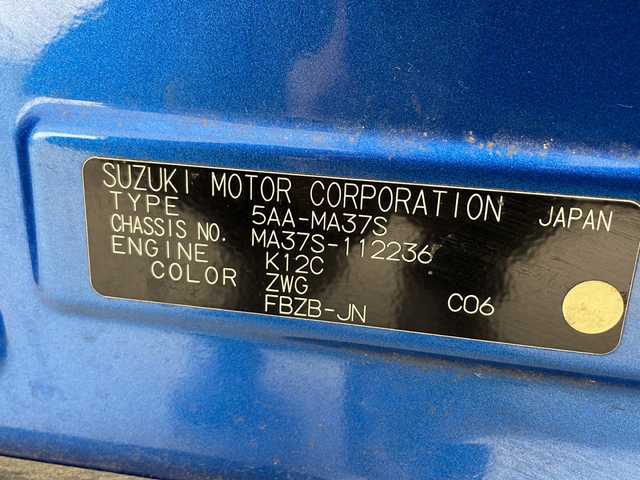 SUZUKI MOTOR CORPORATION JAPAN
TYPE 5AA-MA37S
CHASSIS NO. MA37S-112236
ENGINE K12C
COLOR ZWG
FBZB-JN C06